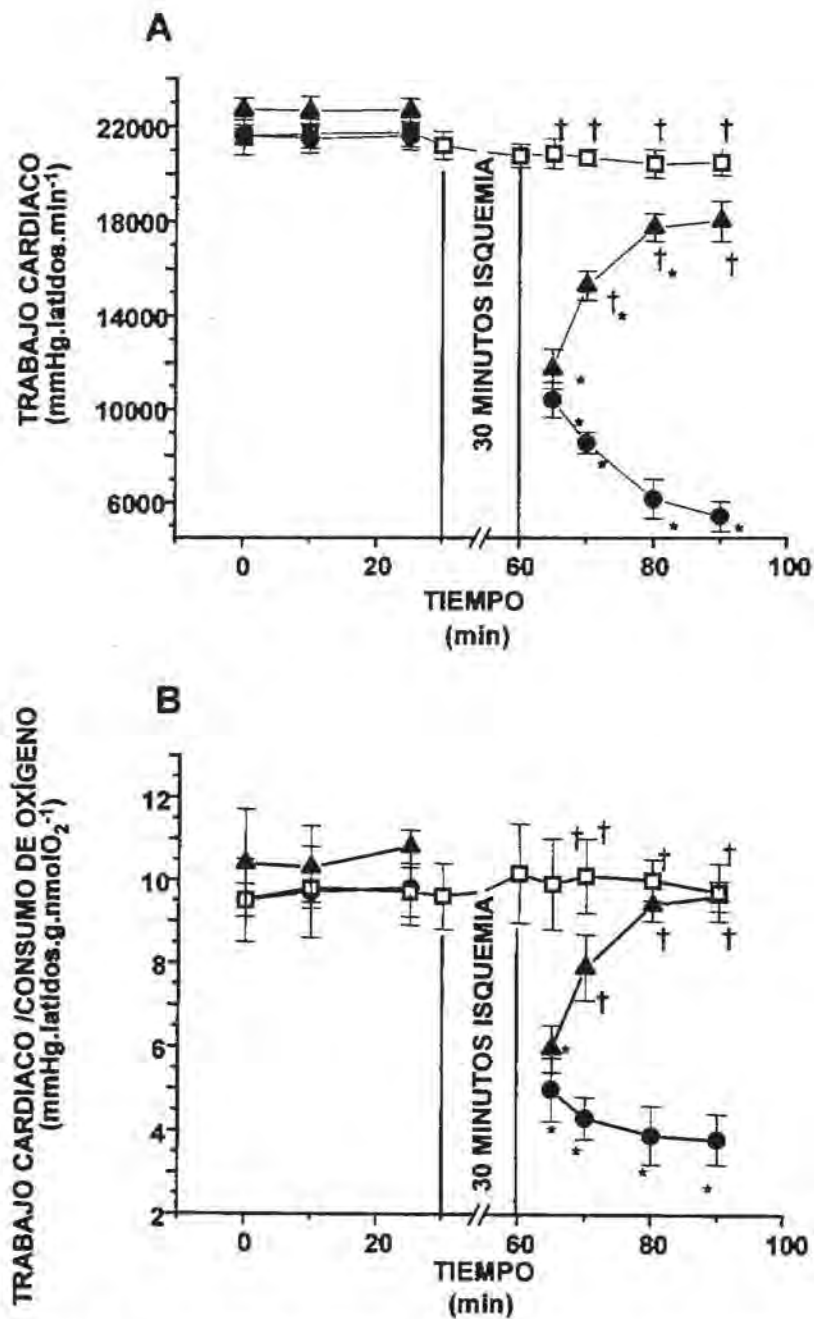 A
TRABAJO CARDIACO
(mmHg.latidos.min⁻¹)
22000
18000
14000
10000
6000
30 MINUTOS ISQUEMIA
† † † †
†* †* †
* * * * *
0 20 60 80 100
TIEMPO
(min)
B
TRABAJO CARDIACO /CONSUMO DE OXÍGENO
(mmHg.latidos.g.nmolO₂⁻¹)
12
10
8
6
4
2
30 MINUTOS ISQUEMIA
† † † †
† † †
* * * * *
0 20 60 80 100
TIEMPO
(min)